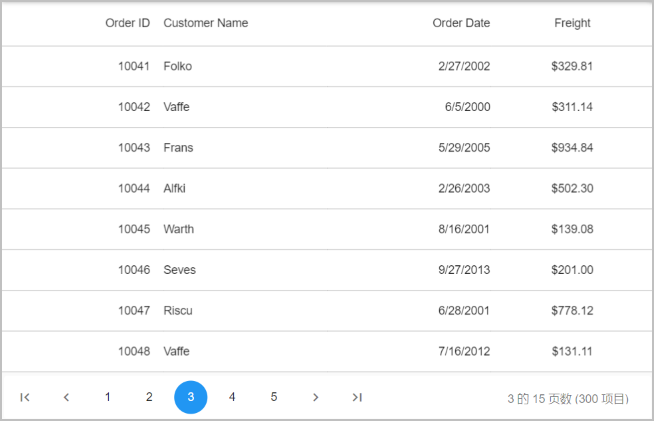 Order ID Customer Name Order Date Freight
10041 Folko 2/27/2002 $329.81
10042 Vaffe 6/5/2000 $311.14
10043 Frans 5/29/2005 $934.84
10044 Alfki 2/26/2003 $502.30
10045 Warth 8/16/2001 $139.08
10046 Seves 9/27/2013 $201.00
10047 Riscu 6/28/2001 $778.12
10048 Vaffe 7/16/2012 $131.11
1 2 3 4 5 3 的 15 页数 (300 项目)